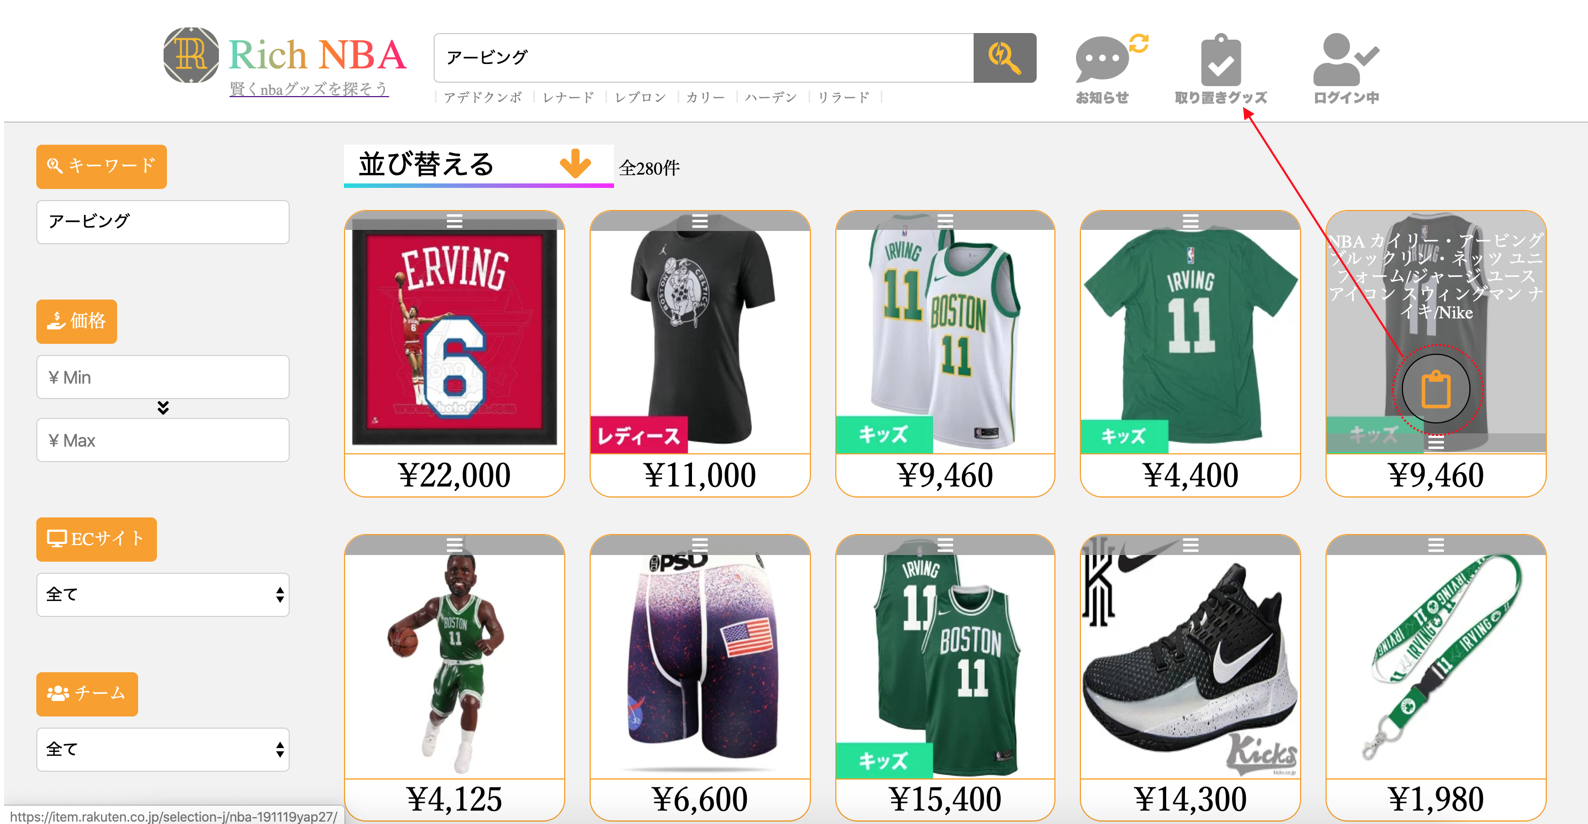 Rich NBA
賢くnbaグッズを探そう
アービング
アデドクンボ
レナード
レブロン
カリー
ハーデン
リラード
お知らせ
取り置きグッズ
ログイン中
キーワード
アービング
価格
¥ Min
¥ Max
ECサイト
全て
チーム
全て
並び替える
全280件
ERVING
6
¥22,000
BOSTON CELTICS
レディース
¥11,000
IRVING
11
BOSTON
11
キッズ
¥9,460
IRVING
11
キッズ
¥4,400
NBA カイリー・アービング
ブルックリン・ネッツ ユニ
フォーム/ジャージ ユース
アイコン スウィングマン ナ
イキ/Nike
11
キッズ
¥9,460
BOSTON
11
¥4,125
PSD
¥6,600
IRVING
11
BOSTON
11
キッズ
¥15,400
Kicks
kicks.co.jp
¥14,300
IRVING
IRVING
11
IRVING
¥1,980
https://item.rakuten.co.jp/selection-j/nba-191119yap27/